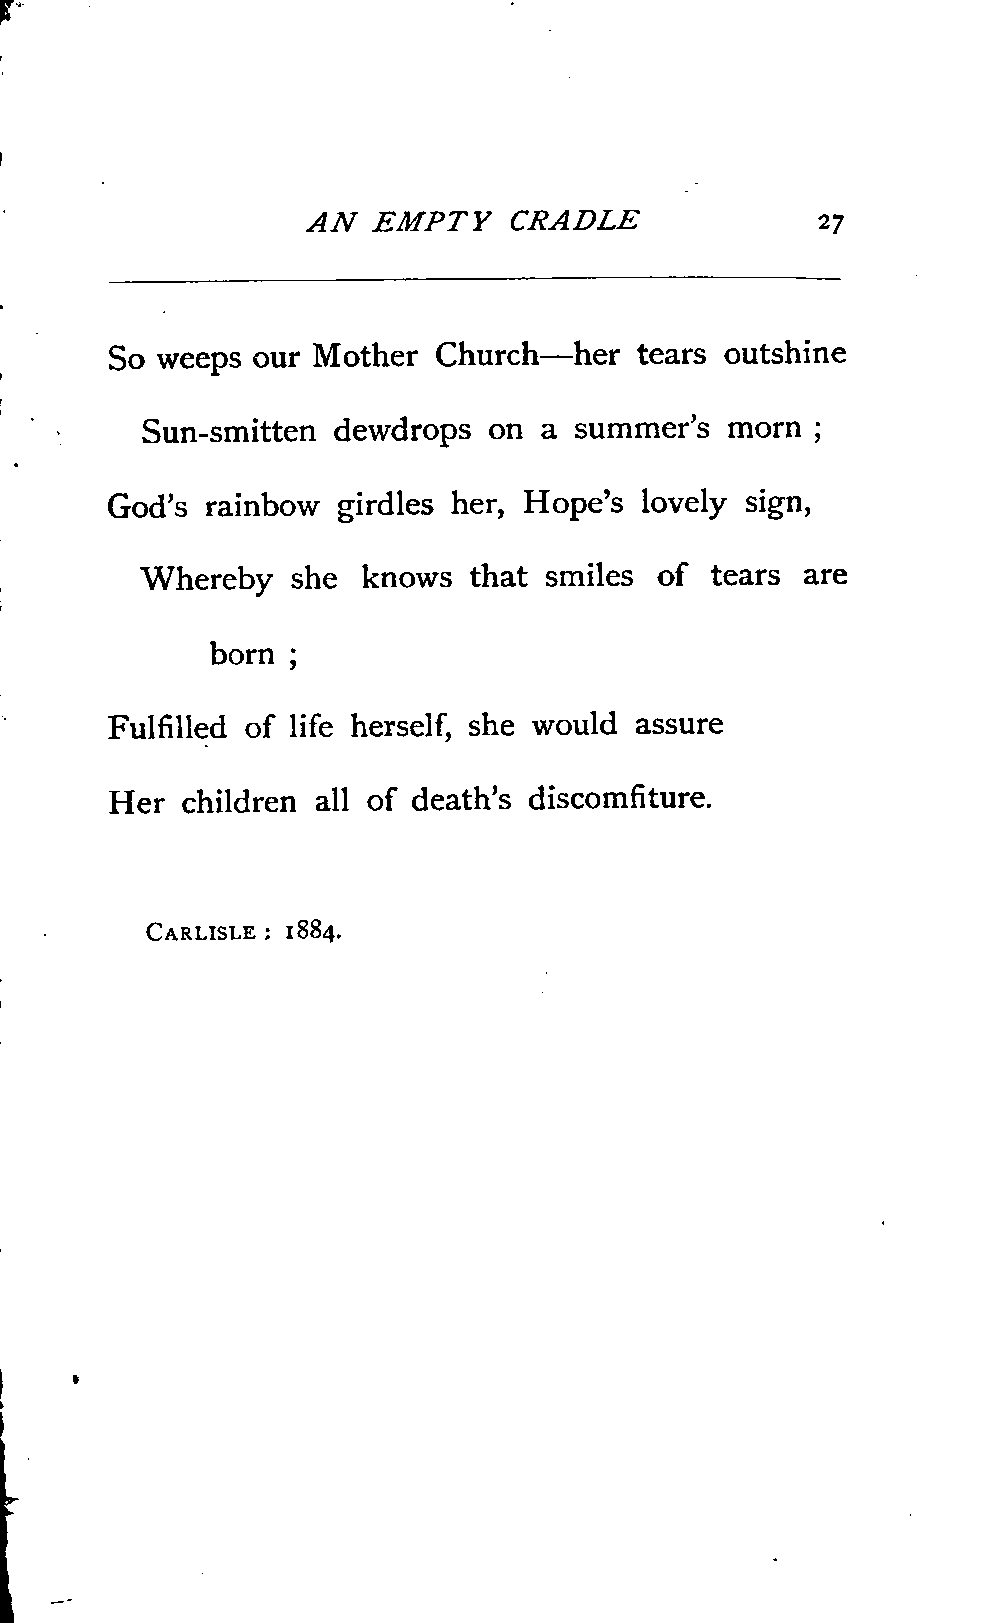 AN EMPTY CRADLE 27
So weeps our Mother Church—her tears outshine
Sun-smitten dewdrops on a summer's morn ;
God's rainbow girdles her, Hope's lovely sign,
Whereby she knows that smiles of tears are
born ;
Fulfilled of life herself, she would assure
Her children all of death's discomfiture.
CARLISLE : 1884.